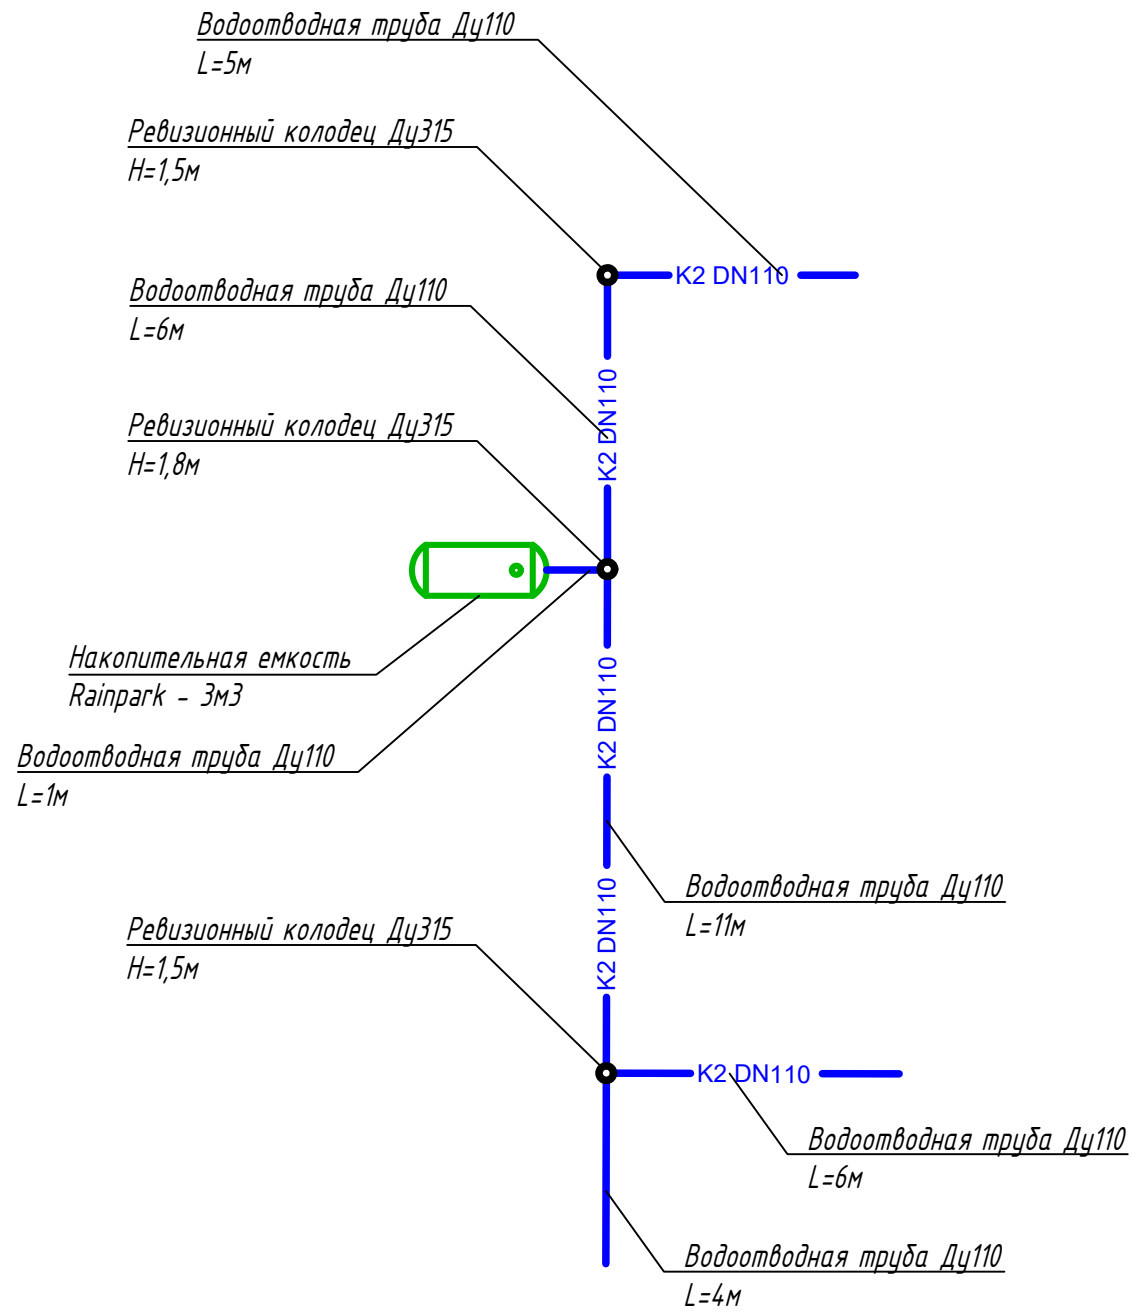 Водоотводная труба Ду110
L=5м
Ревизионный колодец Ду315
H=1,5м
K2 DN110
Водоотводная труба Ду110
L=6м
K2 DN110
Ревизионный колодец Ду315
H=1,8м
Накопительная емкость
Rainpark - 3м3
K2 DN110
Водоотводная труба Ду110
L=1м
Водоотводная труба Ду110
L=11м
K2 DN110
Ревизионный колодец Ду315
H=1,5м
K2 DN110
Водоотводная труба Ду110
L=6м
Водоотводная труба Ду110
L=4м